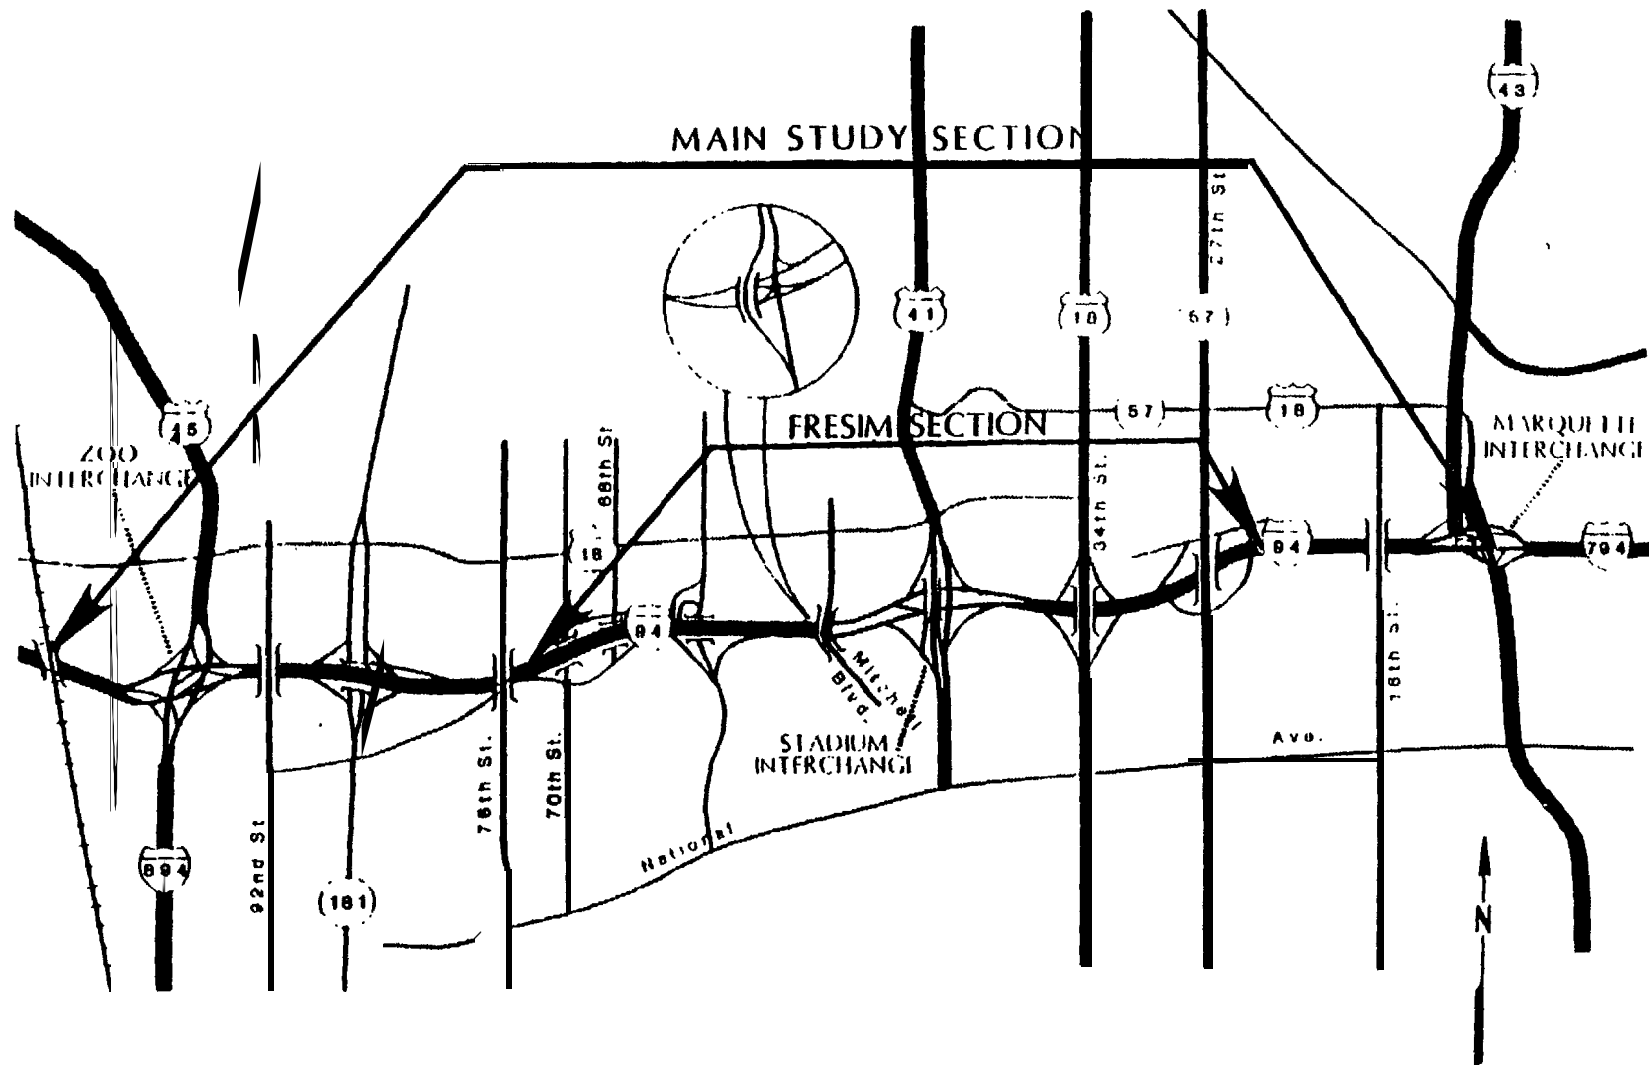 43
MAIN STUDY SECTION
27th St
41
18
57
45
ZOO
INTERCHANGE
FRESIM SECTION
57
18
MARQUETTE
INTERCHANGE
68th St
34th St.
18
94
94
794
16th St.
Mitchell
Blvd.
STADIUM
INTERCHANGE
Ave.
76th St.
70th St.
National
92nd St
894
(181)
N